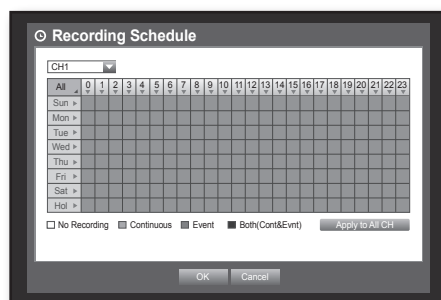 Recording Schedule
CH1
All 0 1 2 3 4 5 6 7 8 9 10 11 12 13 14 15 16 17 18 19 20 21 22 23
Sun
Mon
Tue
Wed
Thu
Fri
Sat
Hol
No Recording Continuous Event Both(Cont&Evnt) Apply to All CH
OK Cancel